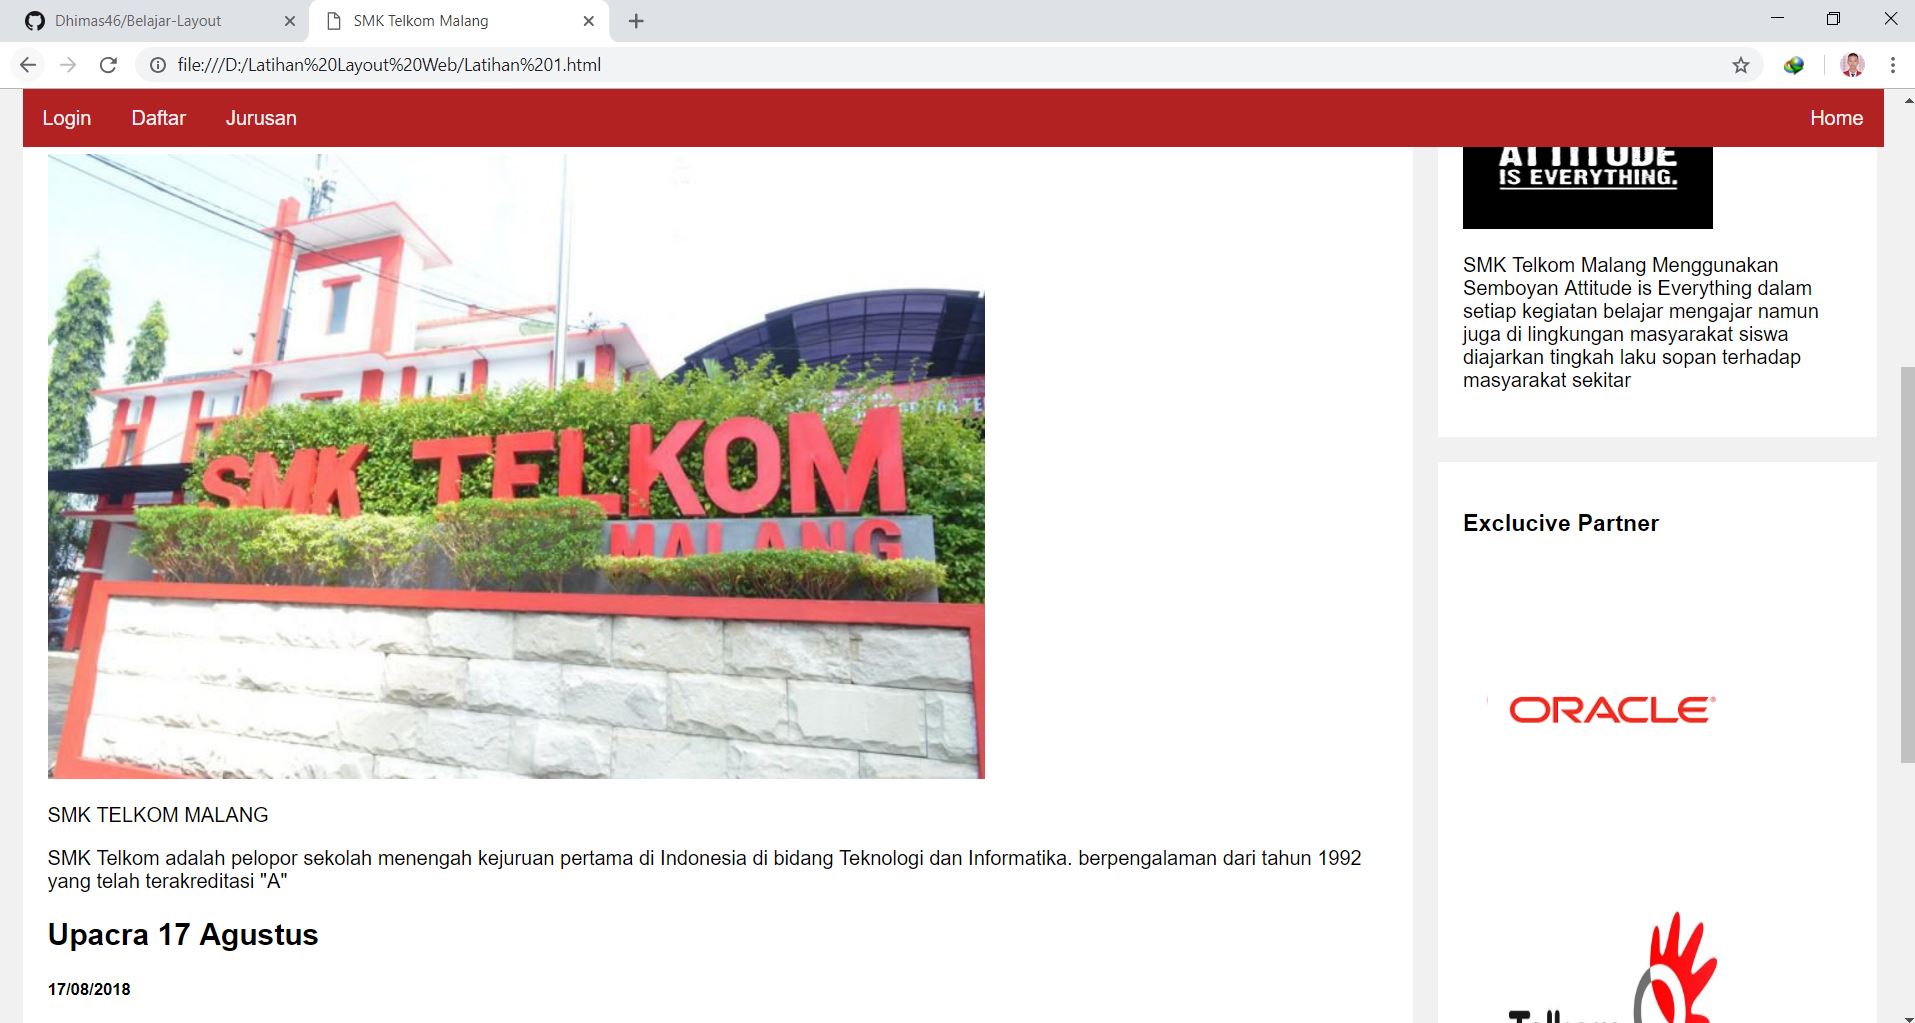 Dhimas46/Belajar-Layout
SMK Telkom Malang
file:///D:/Latihan%20Layout%20Web/Latihan%201.html
Login Daftar Jurusan Home
SMK TELKOM
MALANG
SMK TELKOM MALANG
SMK Telkom adalah pelopor sekolah menengah kejuruan pertama di Indonesia di bidang Teknologi dan Informatika. berpengalaman dari tahun 1992
yang telah terakreditasi "A"
Upacra 17 Agustus
17/08/2018
ATTITUDE
IS EVERYTHING.
SMK Telkom Malang Menggunakan
Semboyan Attitude is Everything dalam
setiap kegiatan belajar mengajar namun
juga di lingkungan masyarakat siswa
diajarkan tingkah laku sopan terhadap
masyarakat sekitar
Exclucive Partner
ORACLE